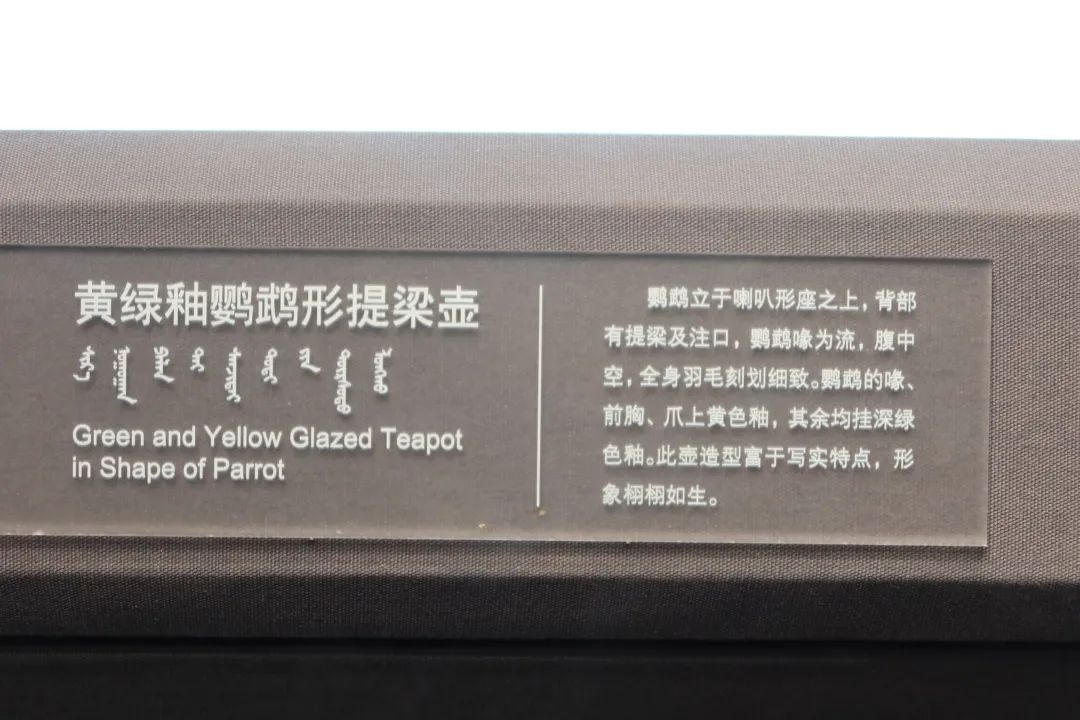 黄绿釉鹦鹉形提梁壶
Green and Yellow Glazed Teapot
in Shape of Parrot
鹦鹉立于喇叭形座之上，背部
有提梁及注口，鹦鹉喙为流，腹中
空，全身羽毛刻划细致。鹦鹉的喙、
前胸、爪上黄色釉，其余均挂深绿
色釉。此壶造型富于写实特点，形
象栩栩如生。